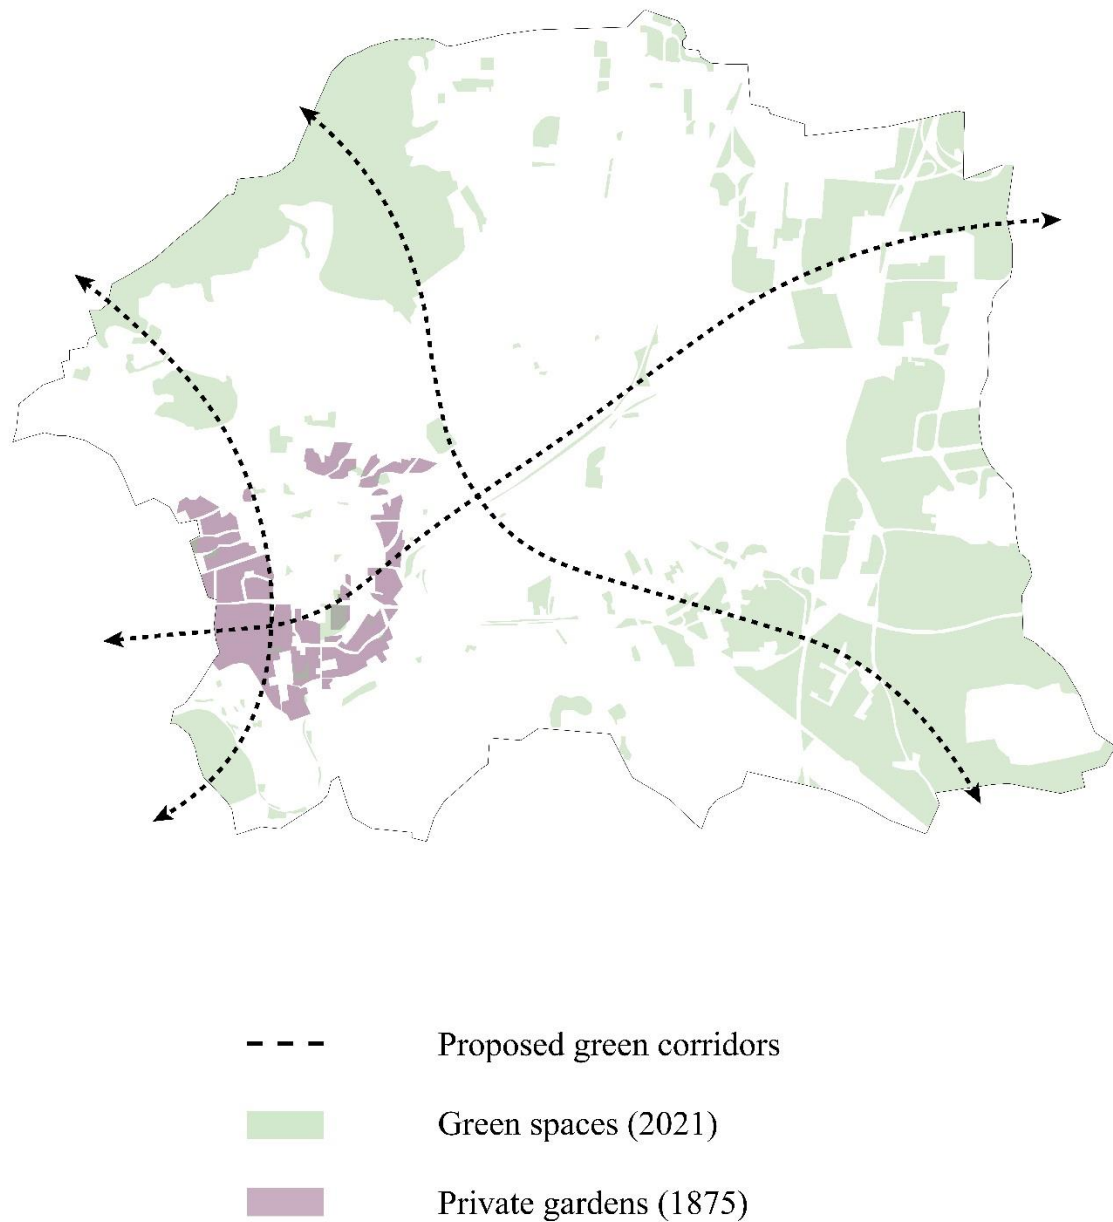 Proposed green corridors
Green spaces (2021)
Private gardens (1875)